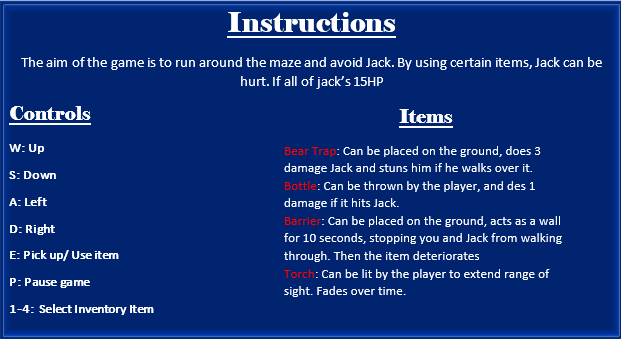 Instructions
The aim of the game is to run around the maze and avoid Jack. By using certain items, Jack can be
hurt. If all of jack's 15HP
Controls
W: Up
S: Down
A: Left
D: Right
E: Pick up/ Use item
P: Pause game
1-4: Select Inventory Item
Items
Bear Trap: Can be placed on the ground, does 3
damage Jack and stuns him if he walks over it.
Bottle: Can be thrown by the player, and des 1
damage if it hits Jack.
Barrier: Can be placed on the ground, acts as a wall
for 10 seconds, stopping you and Jack from walking
through. Then the item deteriorates
Torch: Can be lit by the player to extend range of
sight. Fades over time.